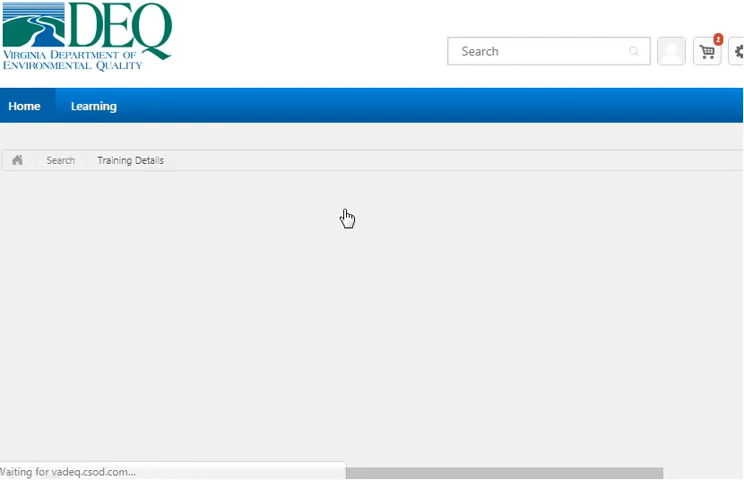 DEQ
VIRGINIA DEPARTMENT OF
ENVIRONMENTAL QUALITY
Search
1
Home
Learning
Search
Training Details
Waiting for vadeq.csod.com...